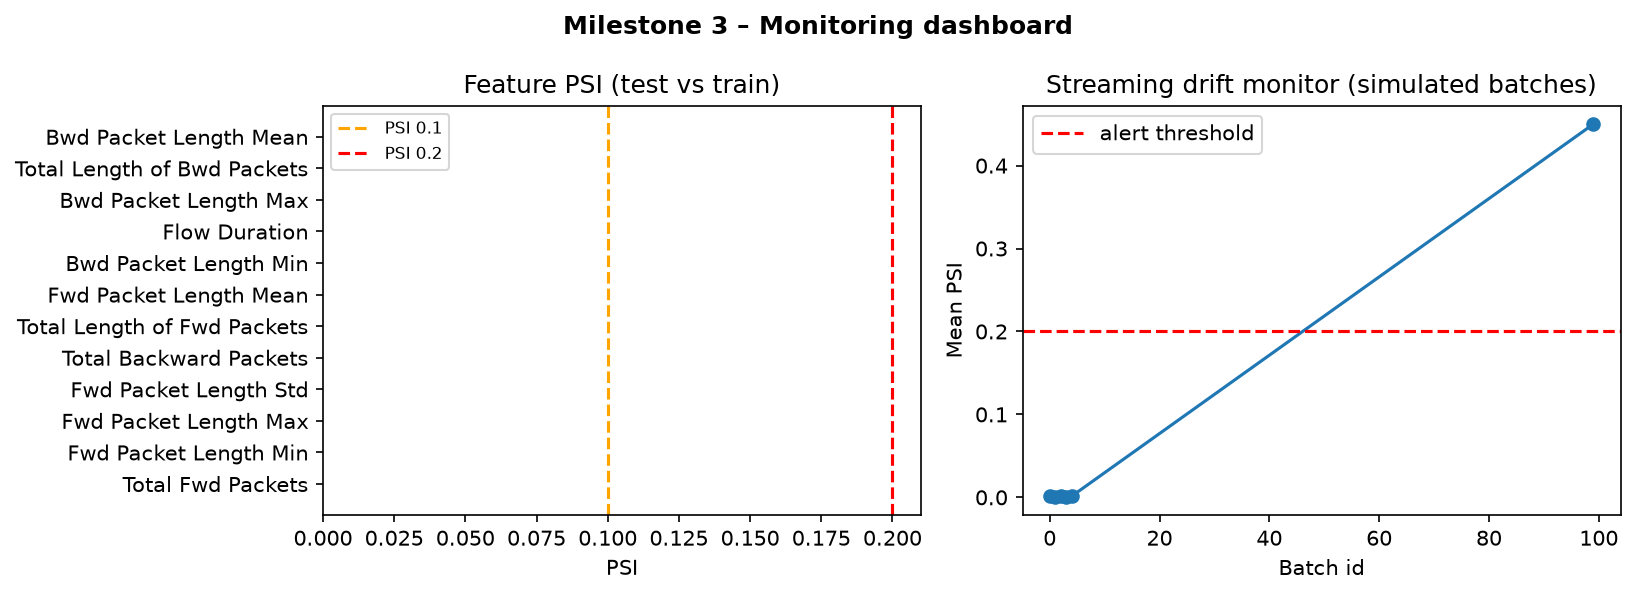 Milestone 3 – Monitoring dashboard
Feature PSI (test vs train)
PSI 0.1
PSI 0.2
Bwd Packet Length Mean
Total Length of Bwd Packets
Bwd Packet Length Max
Flow Duration
Bwd Packet Length Min
Fwd Packet Length Mean
Total Length of Fwd Packets
Total Backward Packets
Fwd Packet Length Std
Fwd Packet Length Max
Fwd Packet Length Min
Total Fwd Packets
0.000 0.025 0.050 0.075 0.100 0.125 0.150 0.175 0.200
PSI
Streaming drift monitor (simulated batches)
alert threshold
Mean PSI
0.4
0.3
0.2
0.1
0.0
0 20 40 60 80 100
Batch id